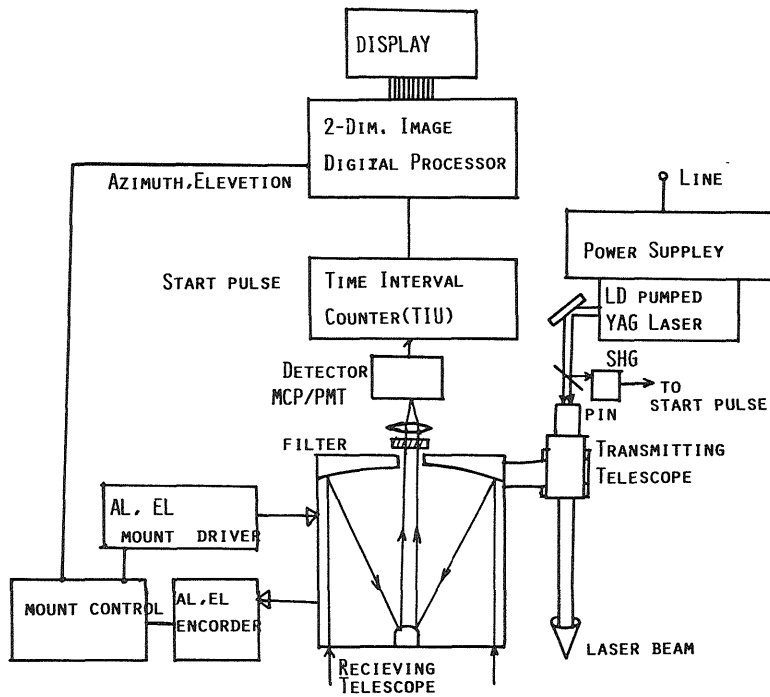 DISPLAY
2-DIM. IMAGE
DIGITAL PROCESSOR
AZIMUTH,ELEVETION
LINE
POWER SUPPLEY
START PULSE
TIME INTERVAL
COUNTER(TIU)
LD PUMPED
YAG LASER
DETECTOR
MCP/PMT
SHG
TO
START PULSE
PIN
FILTER
TRANSMITTING
TELESCOPE
AL, EL
MOUNT DRIVER
MOUNT CONTROL
AL,EL
ENCORDER
LASER BEAM
RECIEVING
TELESCOPE